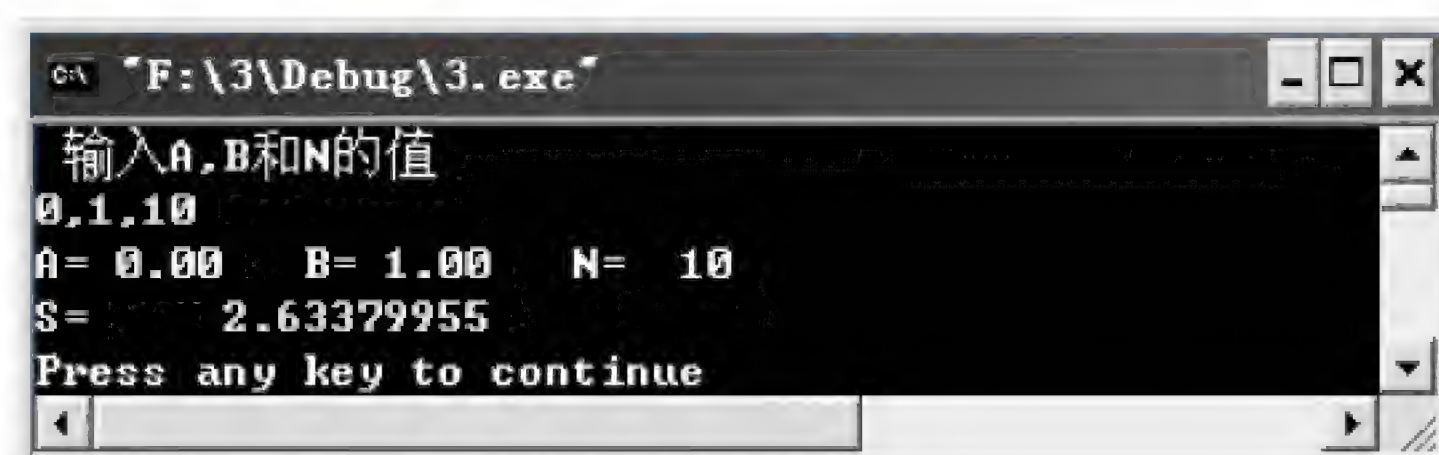 "F:\3\Debug\3.exe"
输入A,B和N的值
0,1,10
A= 0.00   B= 1.00   N=  10
S=     2.63379955
Press any key to continue